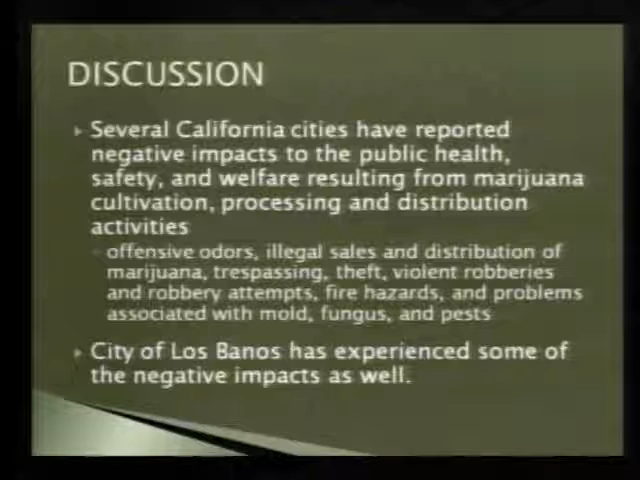 DISCUSSION
Several California cities have reported
negative impacts to the public health,
safety, and welfare resulting from marijuana
cultivation, processing and distribution
activities
offensive odors, illegal sales and distribution of
marijuana, trespassing, theft, violent robberies
and robbery attempts, fire hazards, and problems
associated with mold, fungus, and pests
City of Los Banos has experienced some of
the negative impacts as well.